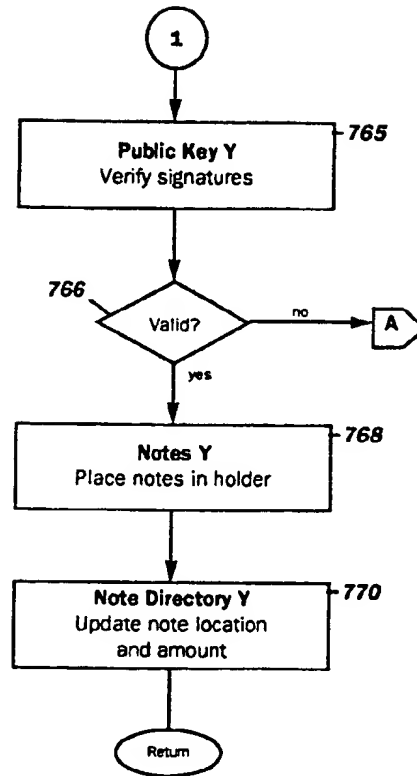 1
765
Public Key Y
Verify signatures
766
Valid?
no
A
yes
768
Notes Y
Place notes in holder
770
Note Directory Y
Update note location
and amount
Return